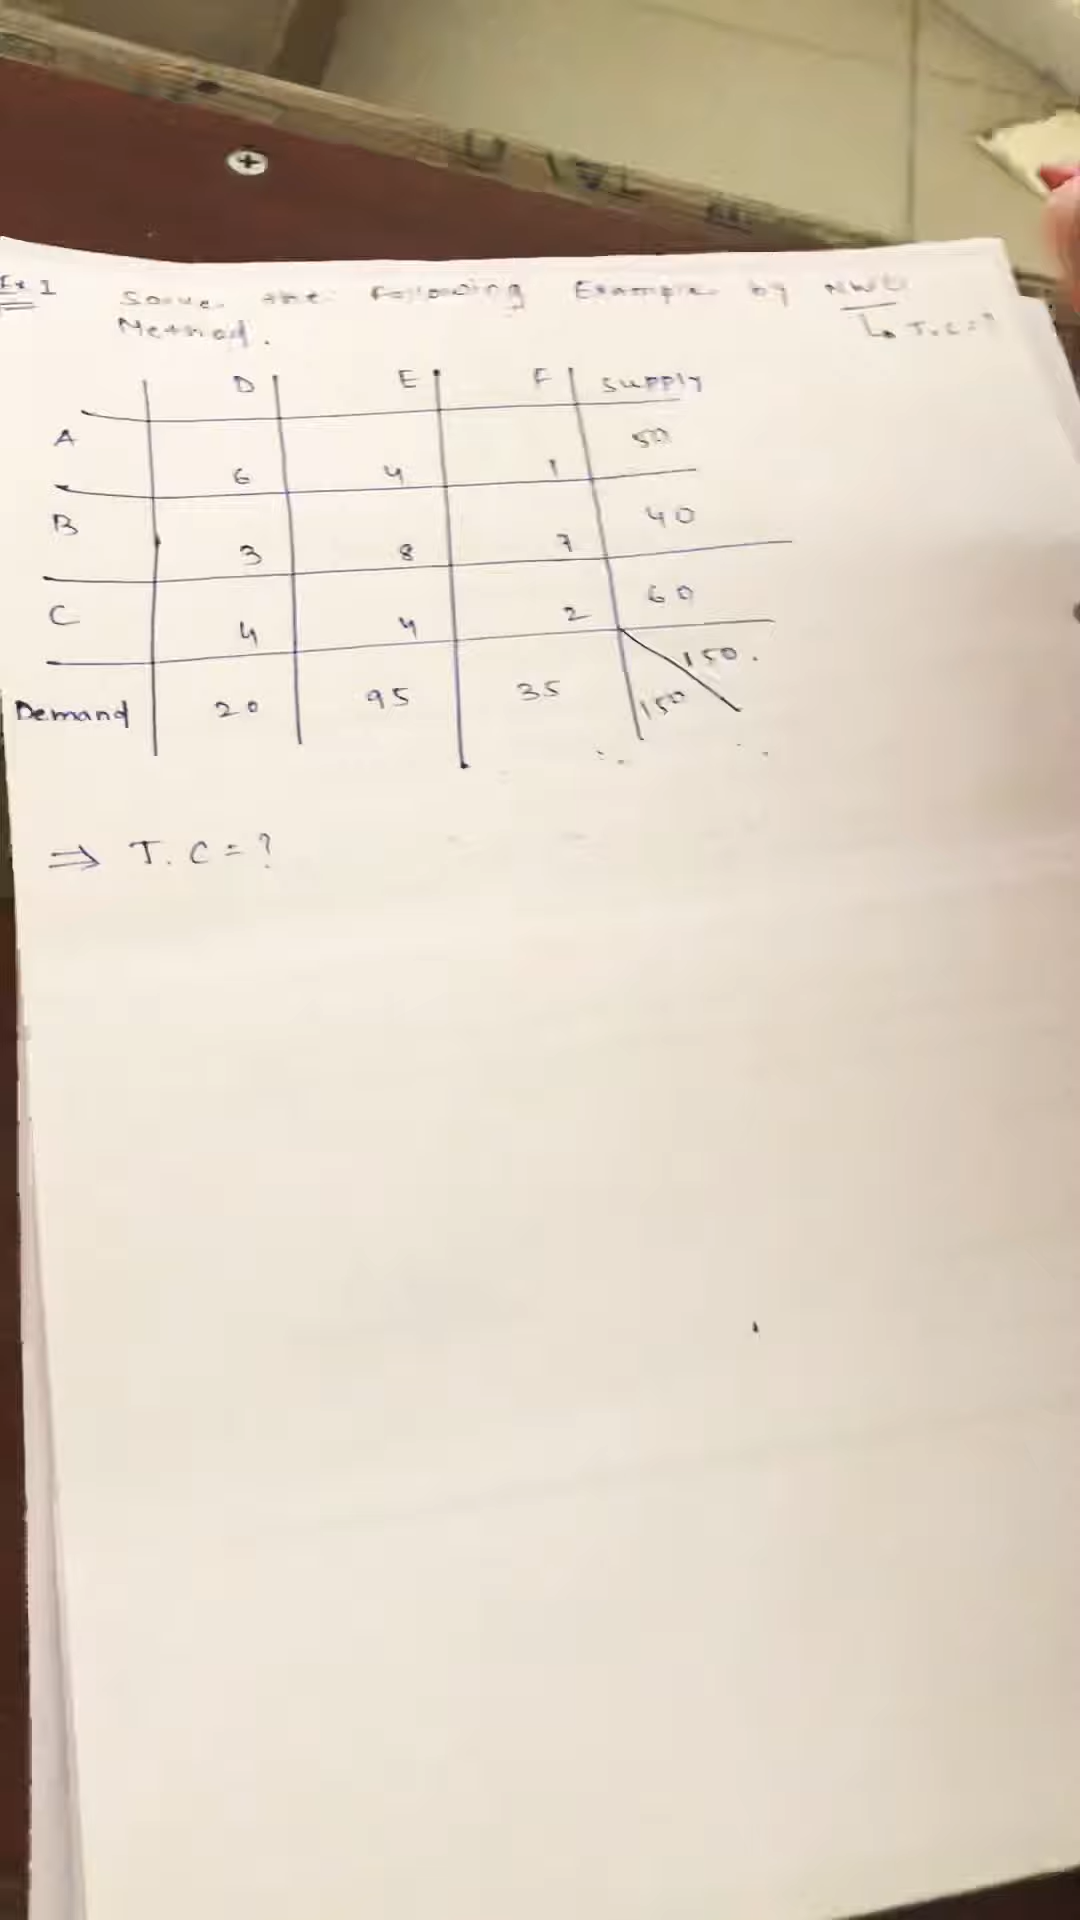 Ex. 1 Solve the Following Example by NWC
Method. ↳ T.C = ?
D E F Supply
A 6 4 1 50
B 3 8 7 40
C 4 4 2 60
Demand 20 95 35 150 150.
⇒ T.C = ?